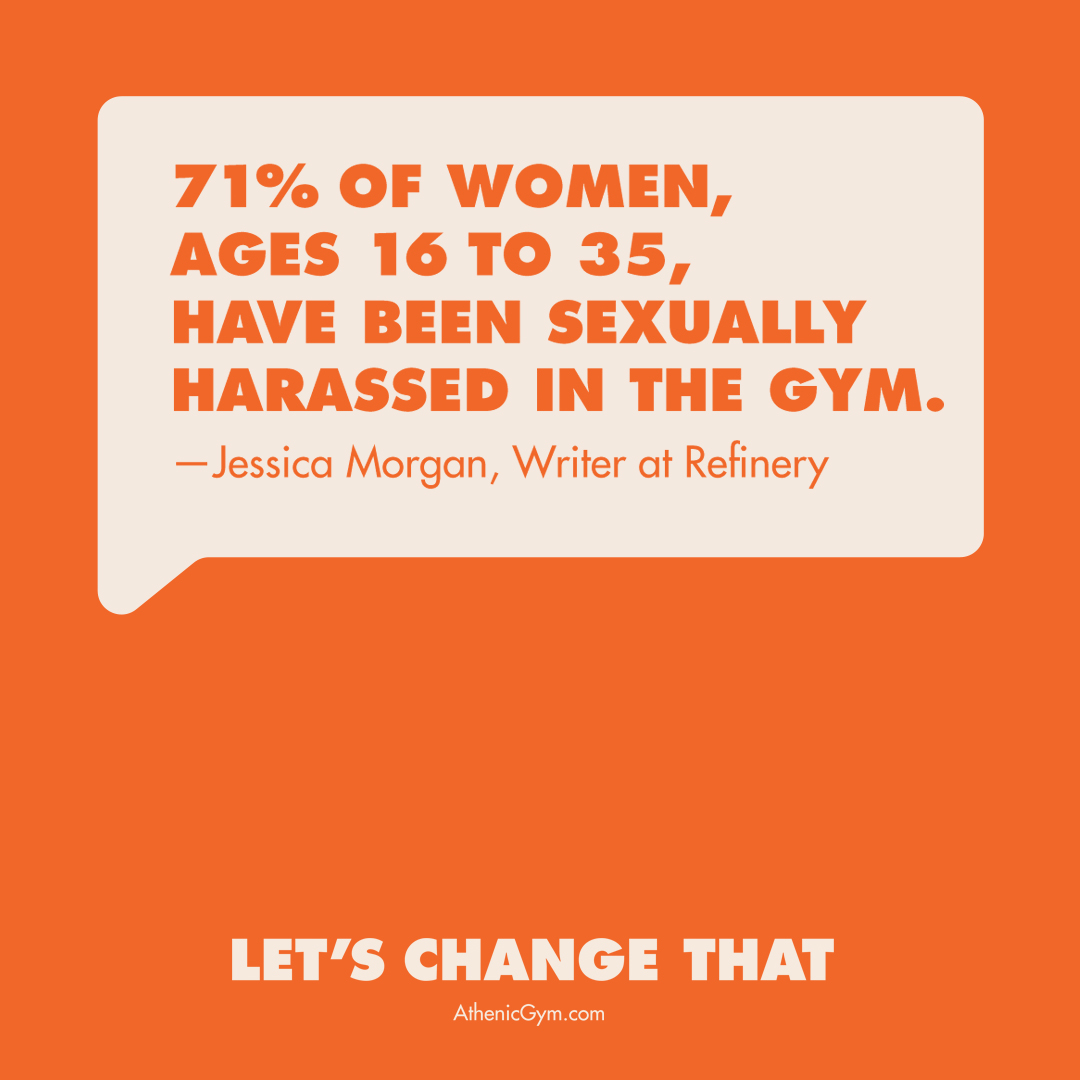 71% OF WOMEN,
AGES 16 TO 35,
HAVE BEEN SEXUALLY
HARASSED IN THE GYM.
—Jessica Morgan, Writer at Refinery
LET’S CHANGE THAT
AthenicGym.com